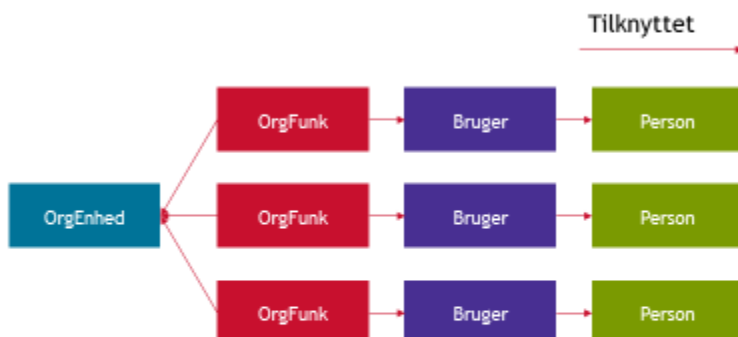 Tilknyttet
OrgFunk Bruger Person
OrgEnhed OrgFunk Bruger Person
OrgFunk Bruger Person